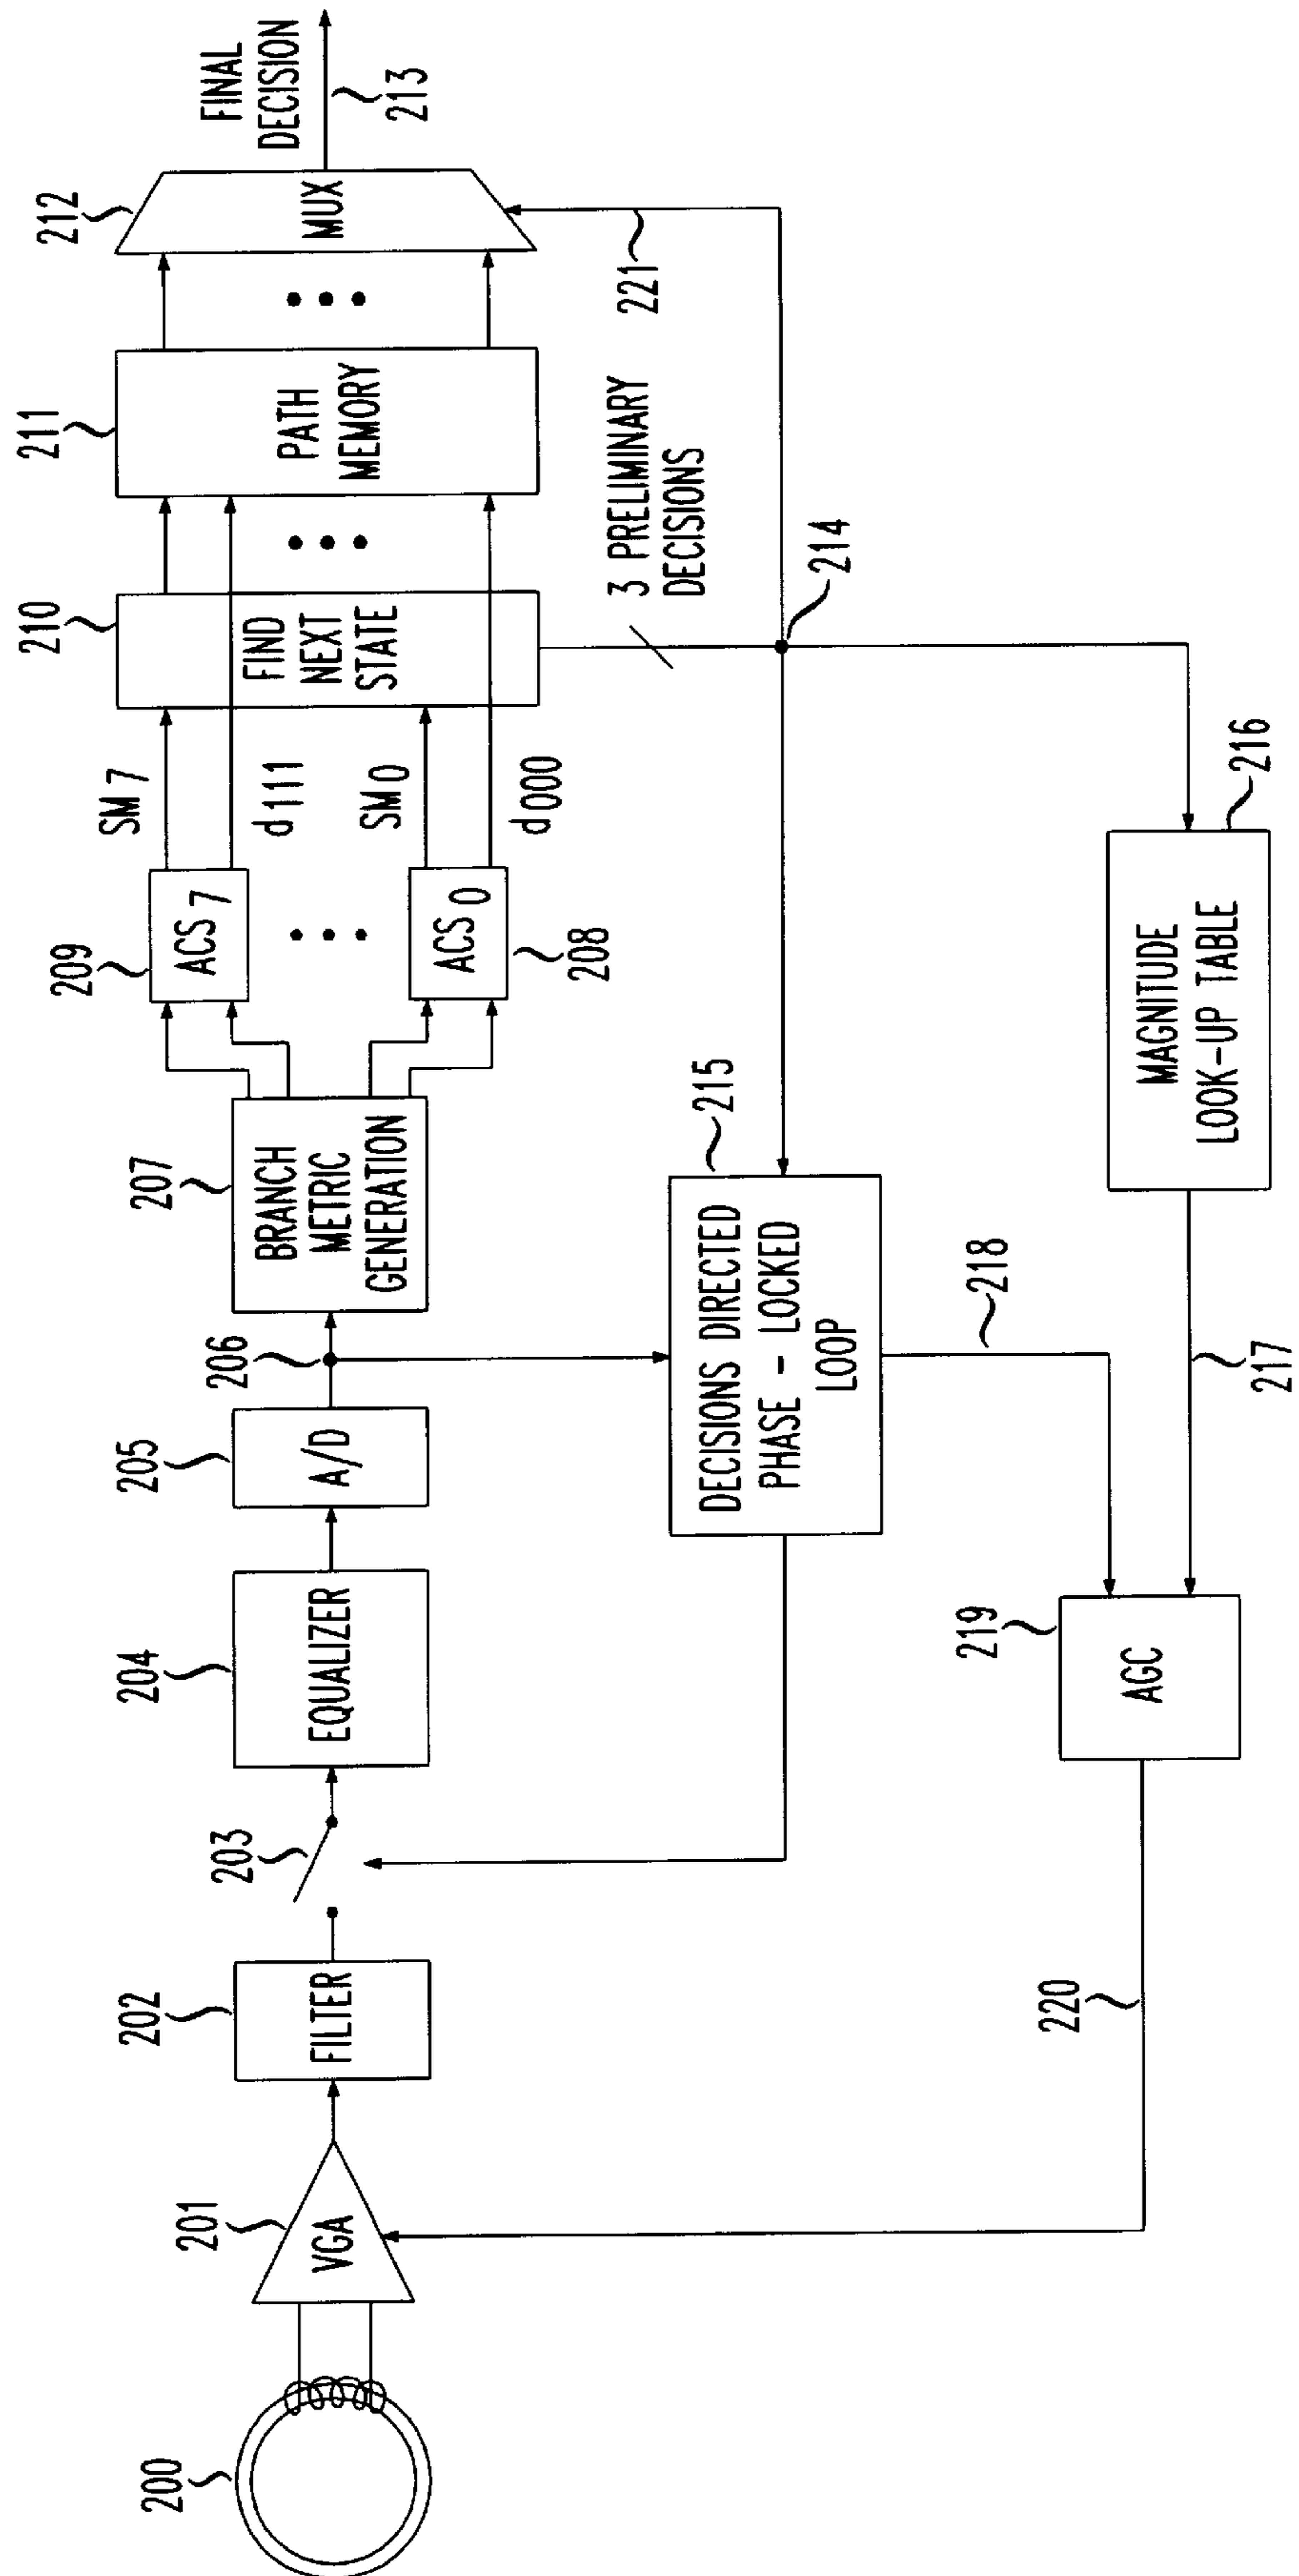 200
201
VGA
202
FILTER
203
204
EQUALIZER
205
A/D
206
207
BRANCH
METRIC
GENERATION
209
ACS7
ACS0
208
SM7
d111
SM0
d000
210
FIND
NEXT
STATE
211
PATH
MEMORY
212
MUX
FINAL
DECISION
213
3 PRELIMINARY
DECISIONS
221
214
215
DECISIONS DIRECTED
PHASE - LOCKED
LOOP
218
216
MAGNITUDE
LOOK-UP TABLE
217
219
AGC
220